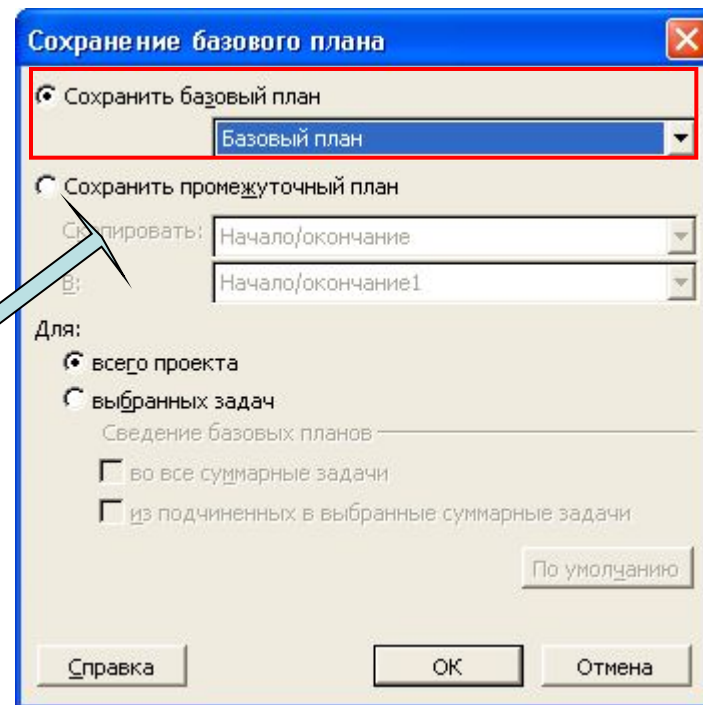 Сохранение базового плана
Сохранить базовый план
Базовый план
Сохранить промежуточный план
Скопировать: Начало/окончание
В: Начало/окончание1
Для:
всего проекта
выбранных задач
Сведение базовых планов
во все суммарные задачи
из подчиненных в выбранные суммарные задачи
По умолчанию
Справка ОК Отмена